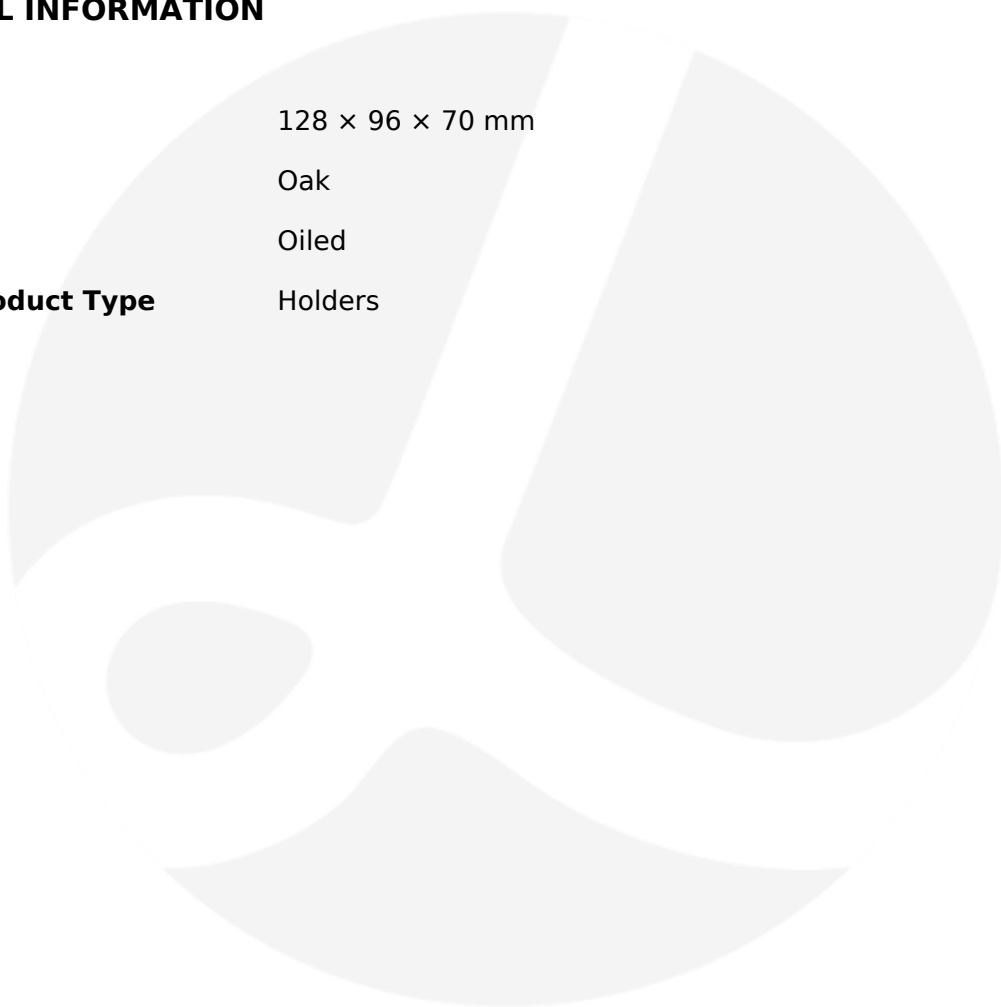 L INFORMATION
128 × 96 × 70 mm
Oak
Oiled
oduct Type Holders